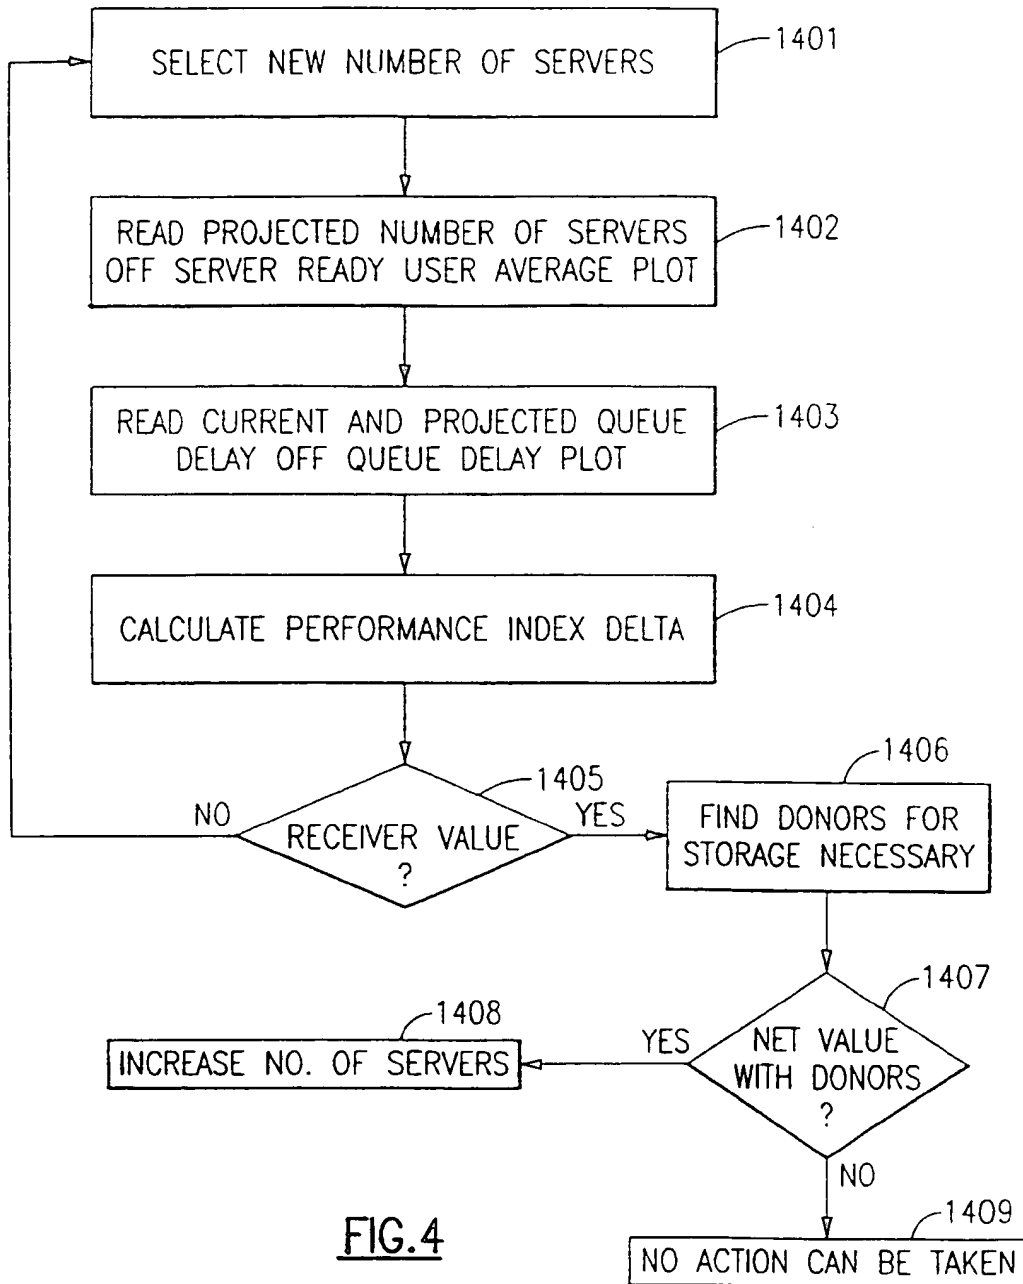 SELECT NEW NUMBER OF SERVERS
1401
READ PROJECTED NUMBER OF SERVERS
OFF SERVER READY USER AVERAGE PLOT
1402
READ CURRENT AND PROJECTED QUEUE
DELAY OFF QUEUE DELAY PLOT
1403
CALCULATE PERFORMANCE INDEX DELTA
1404
RECEIVER VALUE
?
1405
NO
YES
FIND DONORS FOR
STORAGE NECESSARY
1406
NET VALUE
WITH DONORS
?
1407
YES
INCREASE NO. OF SERVERS
1408
NO
NO ACTION CAN BE TAKEN
1409
FIG.4